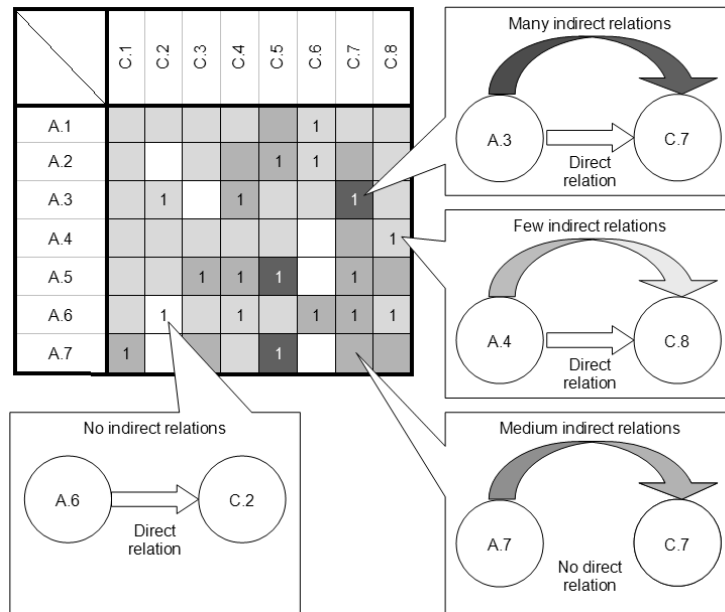 C.1 C.2 C.3 C.4 C.5 C.6 C.7 C.8
A.1 1
A.2 1 1
A.3 1 1 1
A.4 1
A.5 1 1 1 1
A.6 1 1 1 1 1
A.7 1 1
Many indirect relations
A.3 C.7
Direct
relation
Few indirect relations
A.4 C.8
Direct
relation
No indirect relations
A.6 C.2
Direct
relation
Medium indirect relations
A.7 C.7
No direct
relation